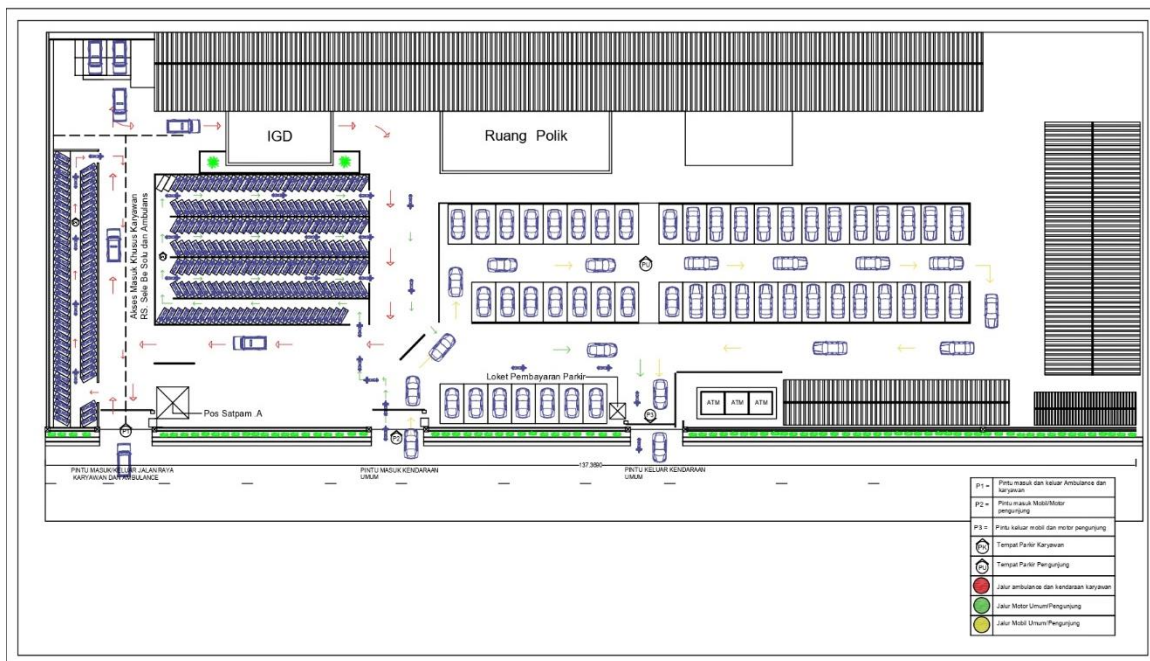 IGD
Ruang Polik
Akses Masuk Khusus Karyawan
RS. Sele Be Solu dan Ambulans
PU
Loket Pembayaran Parkir
ATM ATM ATM
Pos Satpam .A
P1
P2
P3
137.3690
PINTU MASUK/KELUAR JALAN RAYA
KARYAWAN DAN AMBULANCE
PINTU MASUK KENDARAAN
UMUM
PINTU KELUAR KENDARAAN
UMUM
P1 = Pintu masuk dan keluar Ambulance dan
karyawan
P2 = Pintu masuk Mobil/Motor
pengunjung
P3 = Pintu keluar mobil dan motor pengunjung
PK Tempat Parkir Karyawan
PU Tempat Parkir Pengunjung
Jalur ambulance dan kendaraan karyawan
Jalur Motor Umum/Pengunjung
Jalur Mobil Umum/Pengunjung